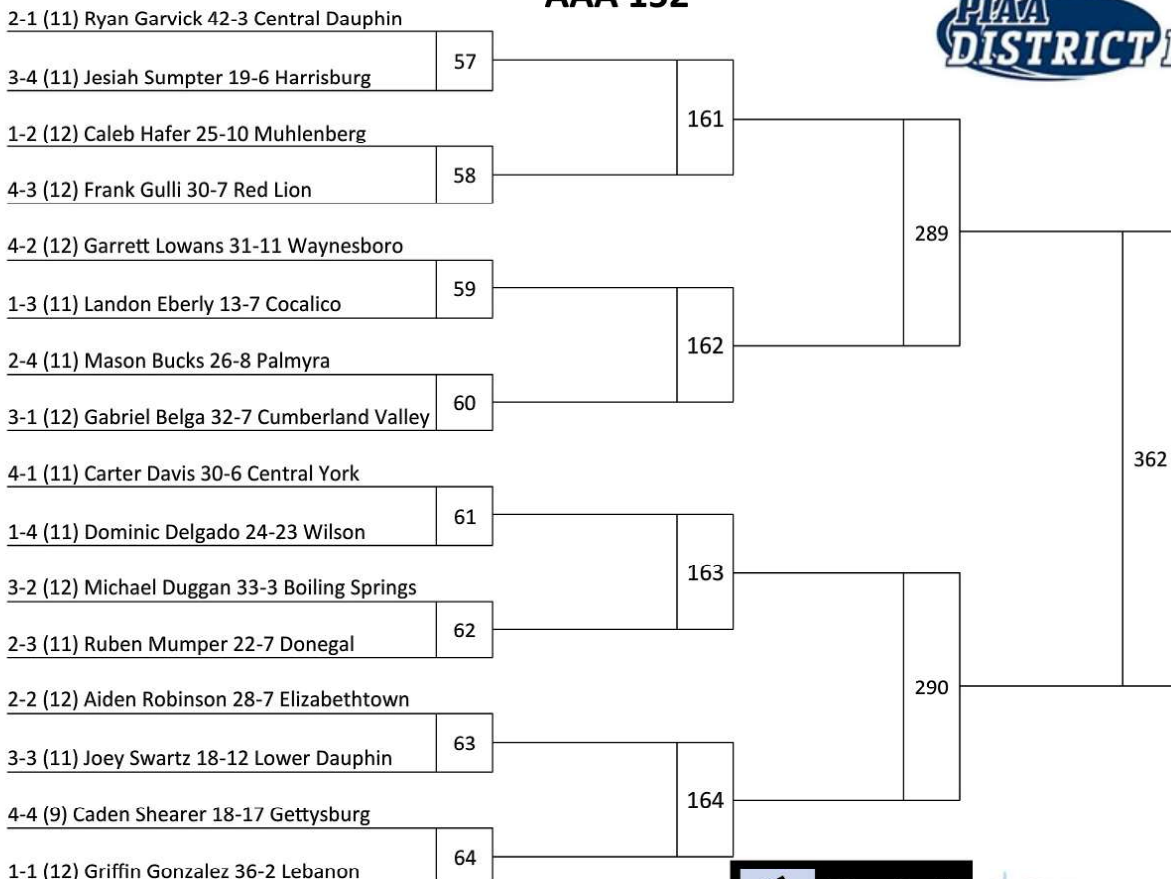 AAA 152
PIAA
DISTRICT
2-1 (11) Ryan Garvick 42-3 Central Dauphin
57
3-4 (11) Jesiah Sumpter 19-6 Harrisburg
161
1-2 (12) Caleb Hafer 25-10 Muhlenberg
58
4-3 (12) Frank Gulli 30-7 Red Lion
289
4-2 (12) Garrett Lowans 31-11 Waynesboro
59
1-3 (11) Landon Eberly 13-7 Cocalico
162
2-4 (11) Mason Bucks 26-8 Palmyra
60
3-1 (12) Gabriel Belga 32-7 Cumberland Valley
362
4-1 (11) Carter Davis 30-6 Central York
61
1-4 (11) Dominic Delgado 24-23 Wilson
163
3-2 (12) Michael Duggan 33-3 Boiling Springs
62
2-3 (11) Ruben Mumper 22-7 Donegal
290
2-2 (12) Aiden Robinson 28-7 Elizabethtown
63
3-3 (11) Joey Swartz 18-12 Lower Dauphin
164
4-4 (9) Caden Shearer 18-17 Gettysburg
64
1-1 (12) Griffin Gonzalez 36-2 Lebanon